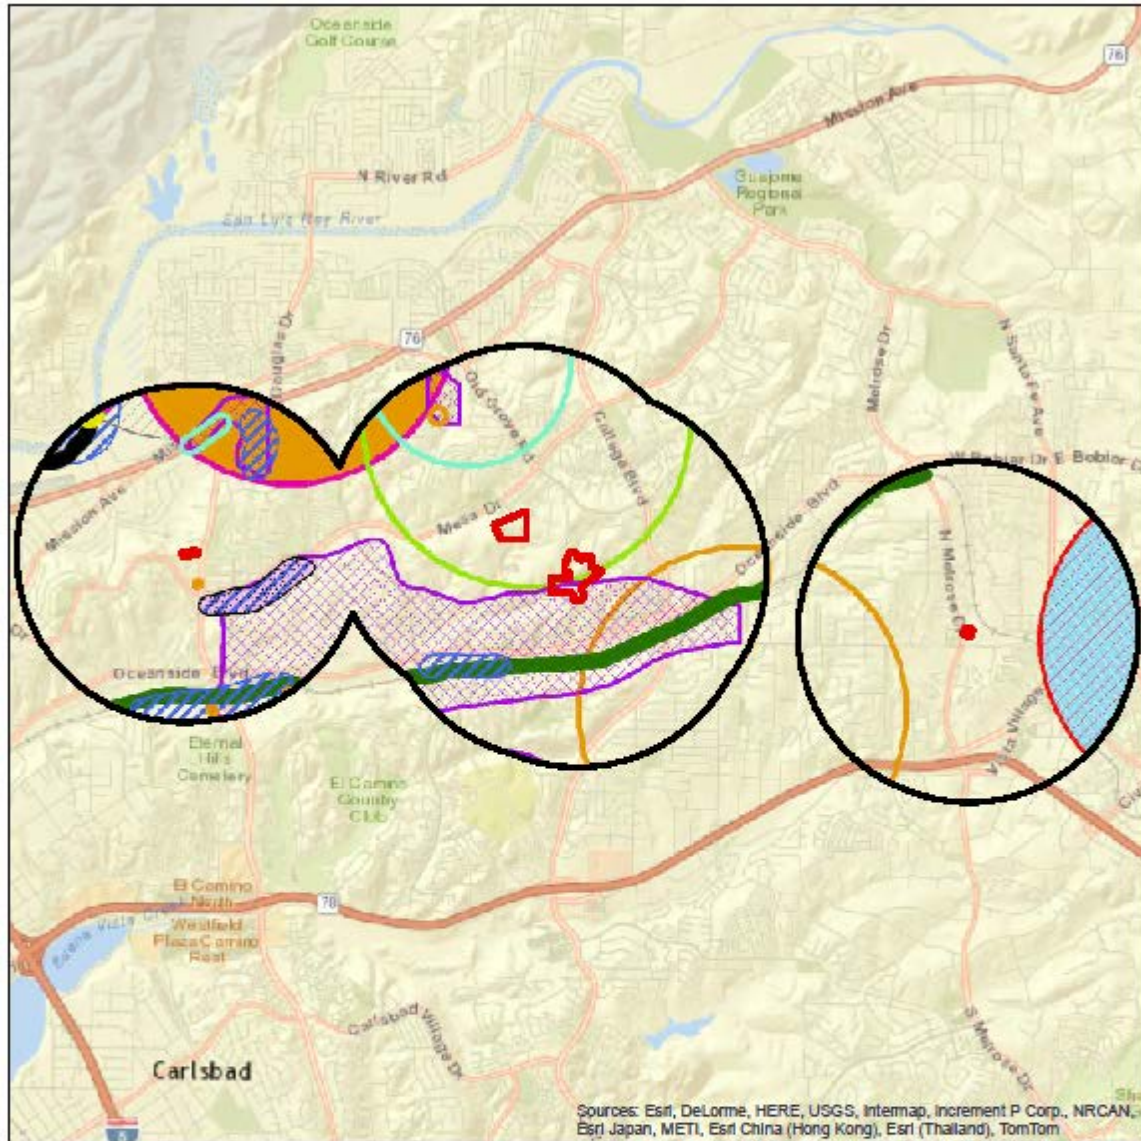 Oceanside
Golf Course
76
Mission Ave
N River Rd
Guajome
Regional
Park
San Luis Rey River
Douglas Dr
76
Melrose Dr
N Santa Fe Ave
Old Grove Rd
College Blvd
W Bobier Dr E Bobier
Mission Ave
Mesa Dr
Oceanside Blvd
N Melrose
Dr
Oceanside Blvd
Vista Village
Eternal
Hills
Cemetery
El Camino
Country
Club
El Camino
North
78
Westfield
Plaza Camino
Real
Buena Vista Creek
Carlsbad Village Dr
S Melrose Dr
Carlsbad
5
Sources: Esri, DeLorme, HERE, USGS, Intermap, Increment P Corp., NRCAN,
Esri Japan, METI, Esri China (Hong Kong), Esri (Thailand), TomTom